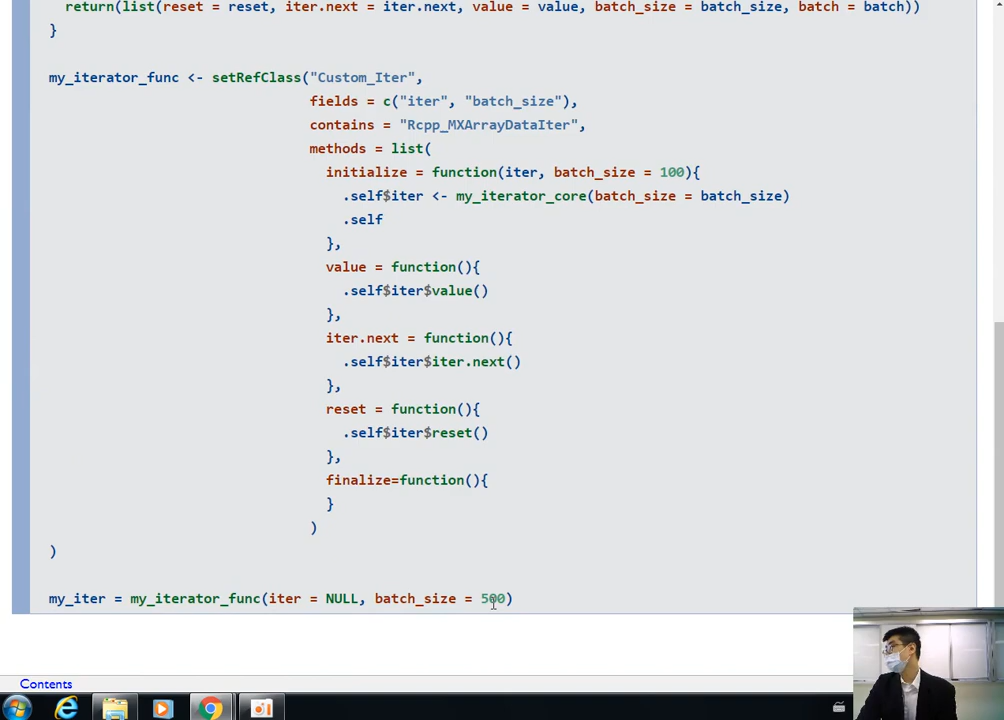 return(list(reset = reset, iter.next = iter.next, value = value, batch_size = batch_size, batch = batch))
}
my_iterator_func <- setRefClass("Custom_Iter",
fields = c("iter", "batch_size"),
contains = "Rcpp_MXArrayDataIter",
methods = list(
initialize = function(iter, batch_size = 100){
.self$iter <- my_iterator_core(batch_size = batch_size)
.self
},
value = function(){
.self$iter$value()
},
iter.next = function(){
.self$iter$iter.next()
},
reset = function(){
.self$iter$reset()
},
finalize=function(){
}
)
)
my_iter = my_iterator_func(iter = NULL, batch_size = 500)
Contents